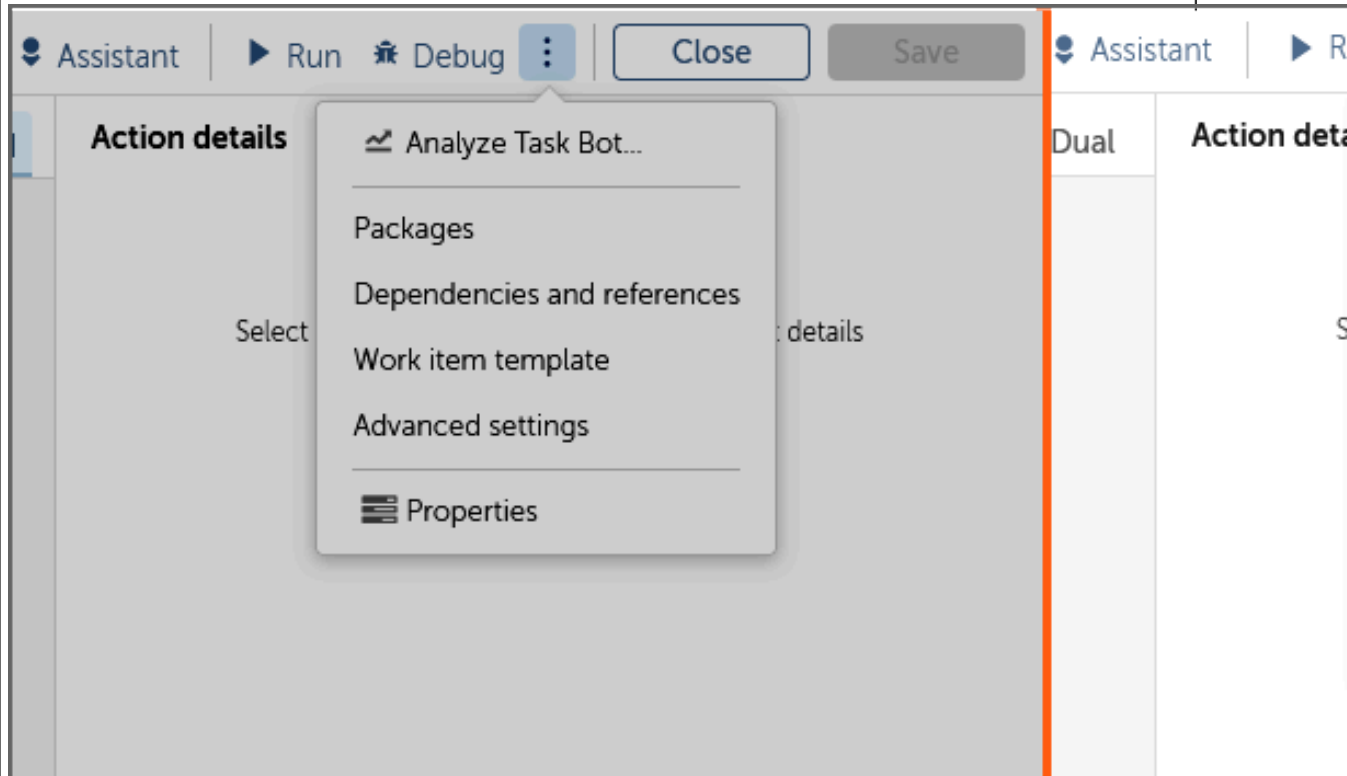 Assistant Run Debug Close Save
Action details
Analyze Task Bot...
Packages
Dependencies and references
Select details
Work item template
Advanced settings
Properties
Assistant
Dual Action